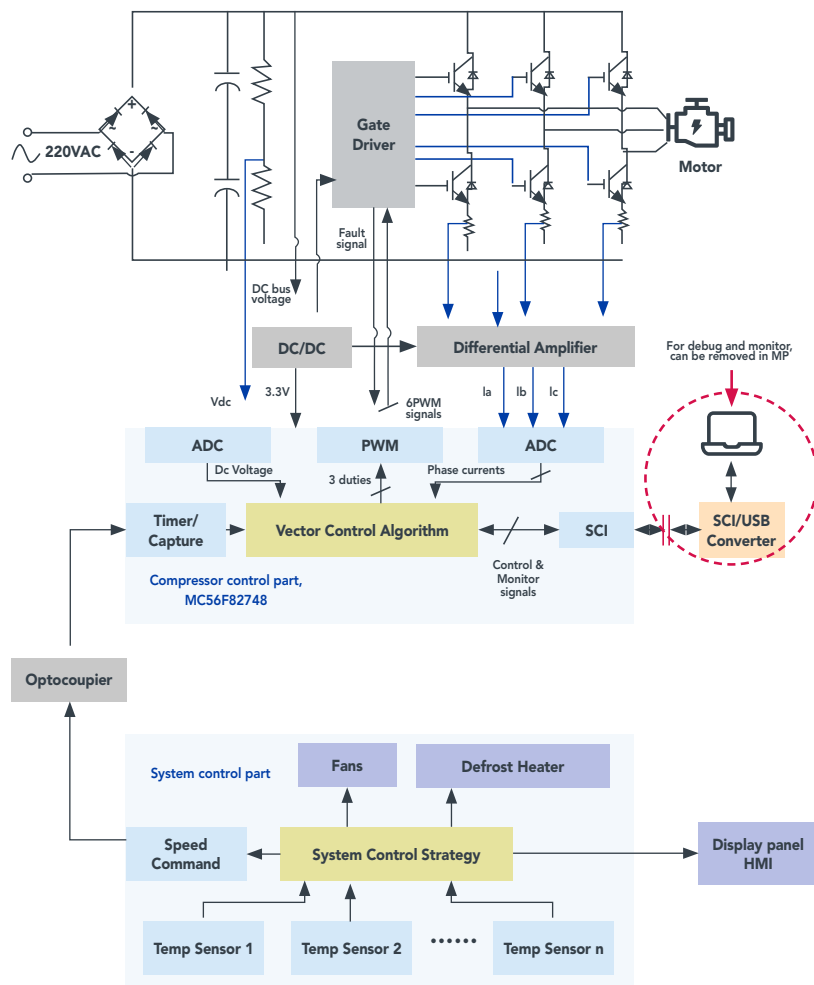 +
~
~
-
220VAC
Gate
Driver
Motor
Fault
signal
DC bus
voltage
DC/DC
Differential Amplifier
For debug and monitor,
can be removed in MP
Vdc
3.3V
6PWM
signals
Ia
Ib
Ic
ADC
PWM
ADC
Dc Voltage
3 duties
Phase currents
Timer/
Capture
Vector Control Algorithm
SCI
SCI/USB
Converter
Control &
Monitor
signals
Compressor control part,
MC56F82748
Optocoupier
System control part
Fans
Defrost Heater
Speed
Command
System Control Strategy
Display panel
HMI
Temp Sensor 1
Temp Sensor 2
••••••
Temp Sensor n